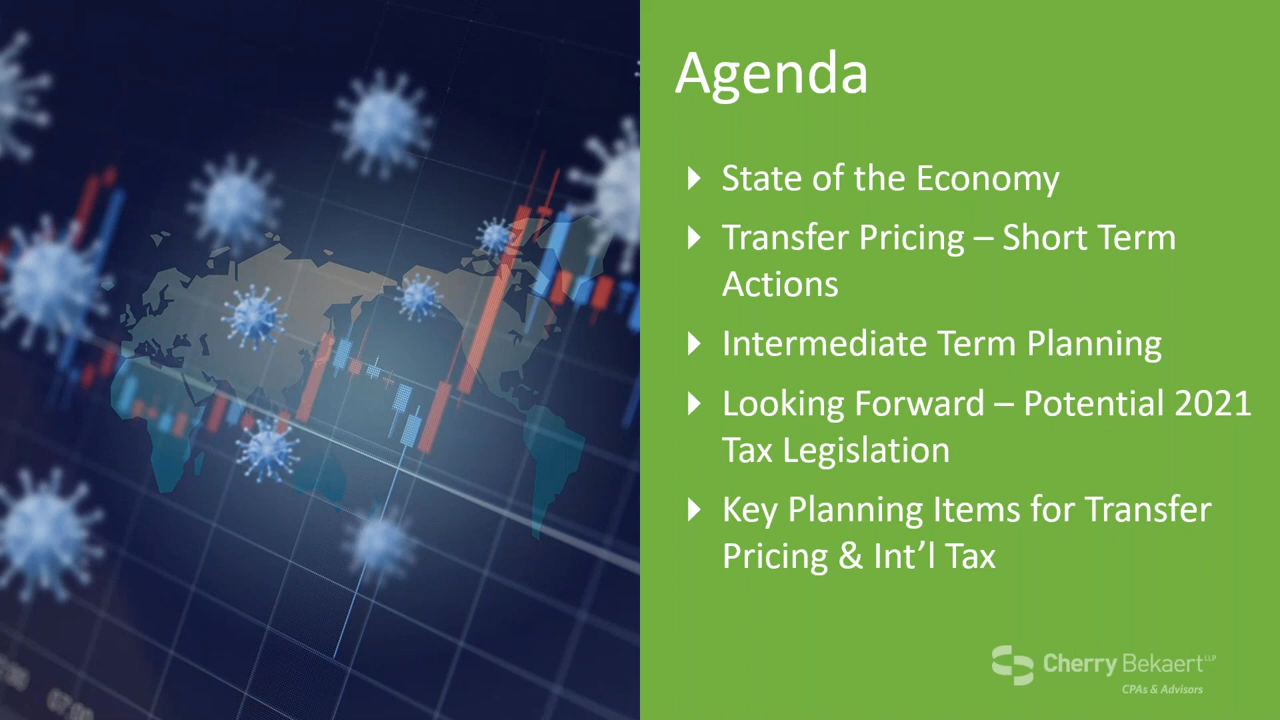 Agenda
State of the Economy
Transfer Pricing – Short Term
Actions
Intermediate Term Planning
Looking Forward – Potential 2021
Tax Legislation
Key Planning Items for Transfer
Pricing & Int’l Tax
Cherry Bekaert LLP
CPAs & Advisors